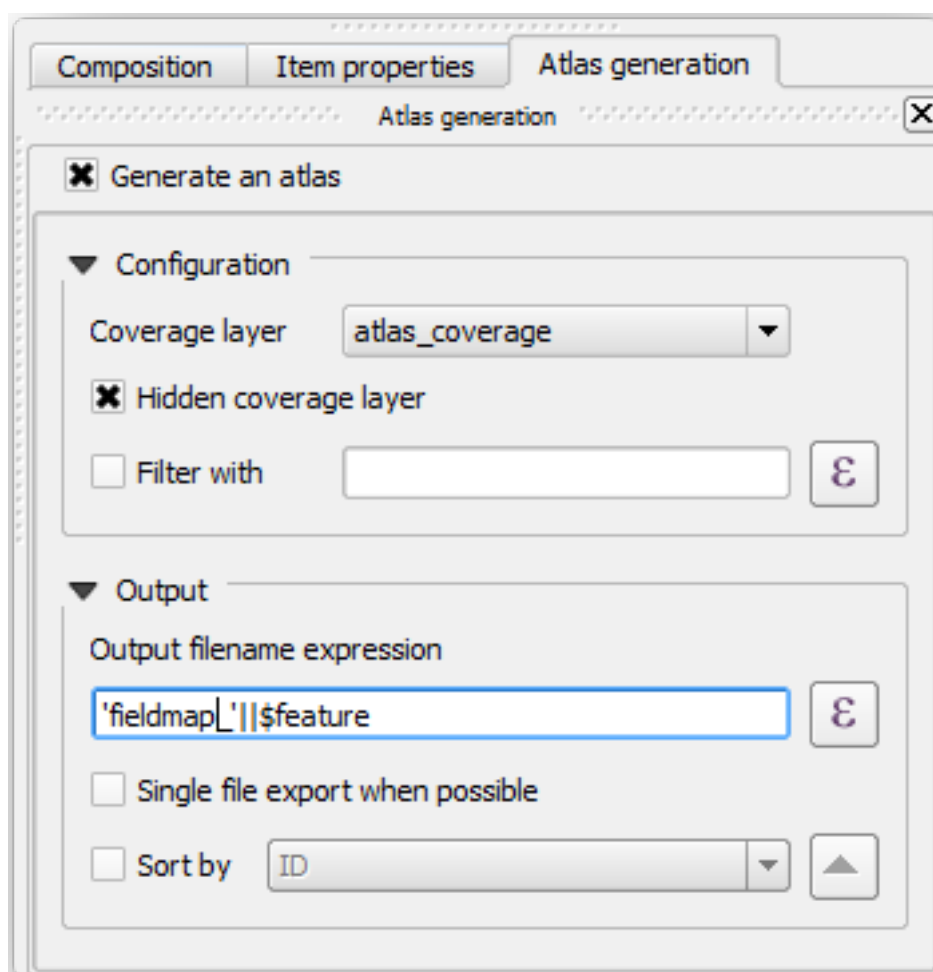 Composition Item properties Atlas generation
Atlas generation
Generate an atlas
Configuration
Coverage layer atlas_coverage
Hidden coverage layer
Filter with ε
Output
Output filename expression
'fieldmap_'||$feature ε
Single file export when possible
Sort by ID